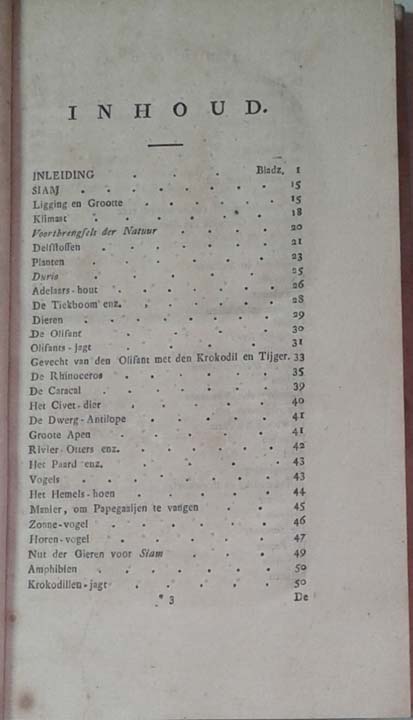 INHOUD.
INLEIDING . . . Bladz. 1
SIAM . . . . . . . . 15
Ligging en Grootte . . . . . . 15
Klimaat . . . . . . . 18
Voortbrengſels der Natuur . . . . 20
Delfſtoffen . . . . . . . 21
Planten . . . . . . . 23
Durio . . . . . . . 25
Adelaars-hout . . . . . . 26
De Tiekboom enz. . . . . . . 28
Dieren . . . . . . . . 29
De Olifant . . . . . . . 30
Olifants-jagt . . . . . . 31
Gevecht van den Olifant met den Krokodil en Tijger. 33
De Rhinoceros . . . . . . 35
De Caracal . . . . . . . 39
Het Civet-dier . . . . . . 40
De Dwerg-Antilope . . . . . 41
Groote Apen . . . . . . 41
Rivier-Otters enz. . . . . . . 42
Het Paard enz. . . . . . . 43
Vogels . . . . . . . 43
Het Hemels-hoen . . . . . 44
Manier, om Papegaaijen te vangen . . . 45
Zonne-vogel . . . . . . 46
Horen-vogel . . . . . . 47
Nut der Gieren voor Siam . . . . 49
Amphibien . . . . . . . 50
Krokodillen-jagt . . . . . . 50
* 3 De